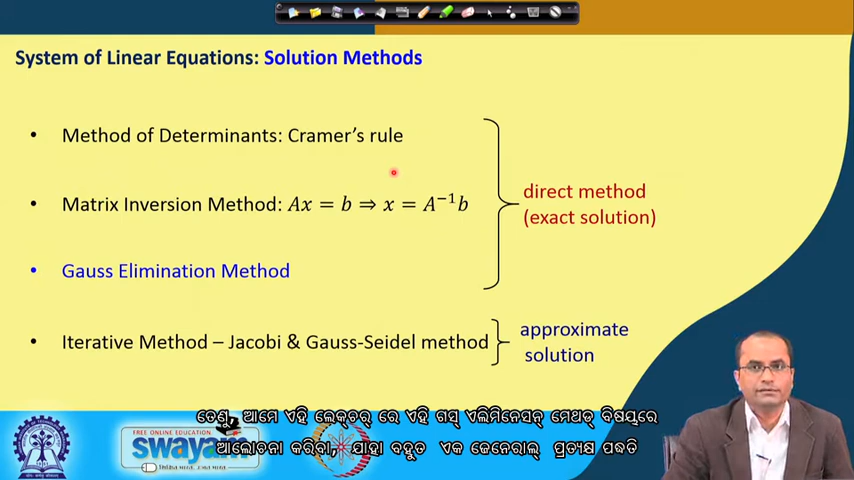 System of Linear Equations: Solution Methods
• Method of Determinants: Cramer's rule
• Matrix Inversion Method: Ax = b ⇒ x = A⁻¹b
direct method
(exact solution)
• Gauss Elimination Method
• Iterative Method – Jacobi & Gauss-Seidel method
approximate
solution
ତେଣୁ, ଆମେ ଏହି ଲେକ୍ଚର୍ ରେ ଏହି ଗସ୍ ଏଲିମିନେସନ୍ ମେଥଡ୍ ବିଷୟରେ
ଆଲୋଚନା କରିବା, ଯାହା ବହୁତ ଏକ ଜେନେରାଲ୍ ପ୍ରତ୍ୟକ୍ଷ ପଦ୍ଧତି
FREE ONLINE EDUCATION
swayam